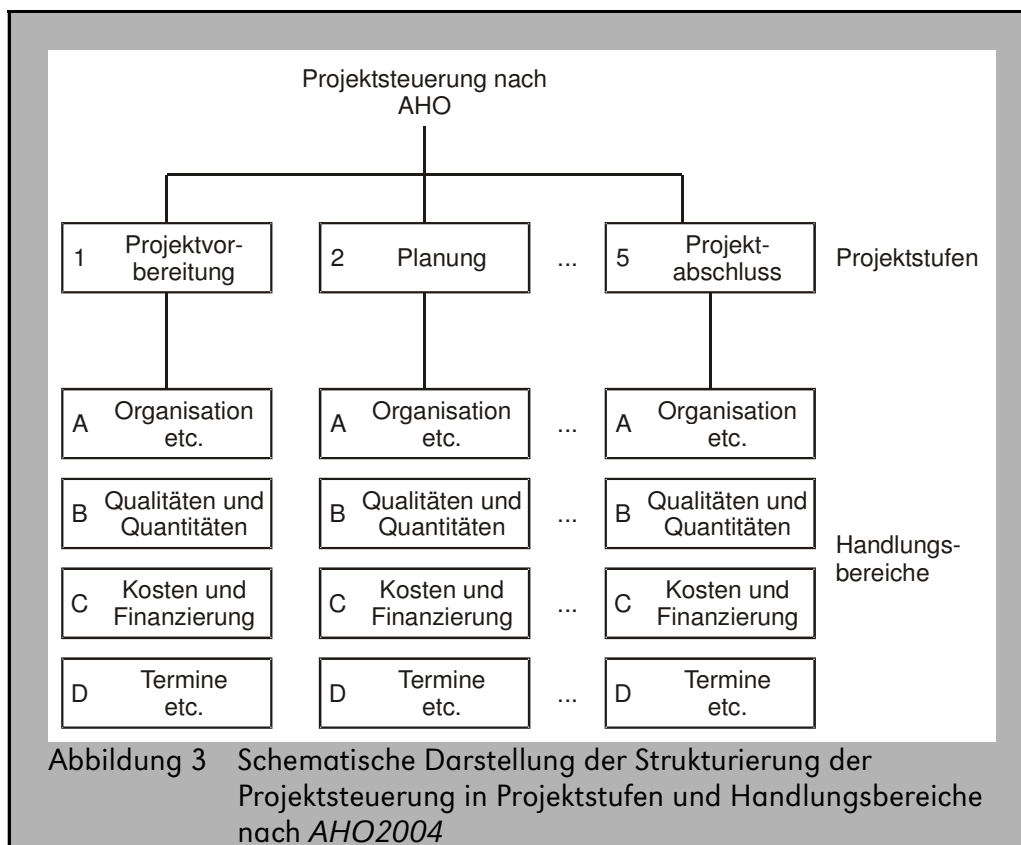 Projektsteuerung nach
AHO
1 Projektvor-
bereitung
2 Planung
...
5 Projekt-
abschluss
Projektstufen
A Organisation
etc.
A Organisation
etc.
...
A Organisation
etc.
B Qualitäten und
Quantitäten
B Qualitäten und
Quantitäten
...
B Qualitäten und
Quantitäten
Handlungs-
bereiche
C Kosten und
Finanzierung
C Kosten und
Finanzierung
...
C Kosten und
Finanzierung
D Termine
etc.
D Termine
etc.
...
D Termine
etc.
Abbildung 3 Schematische Darstellung der Strukturierung der
Projektsteuerung in Projektstufen und Handlungsbereiche
nach AHO2004